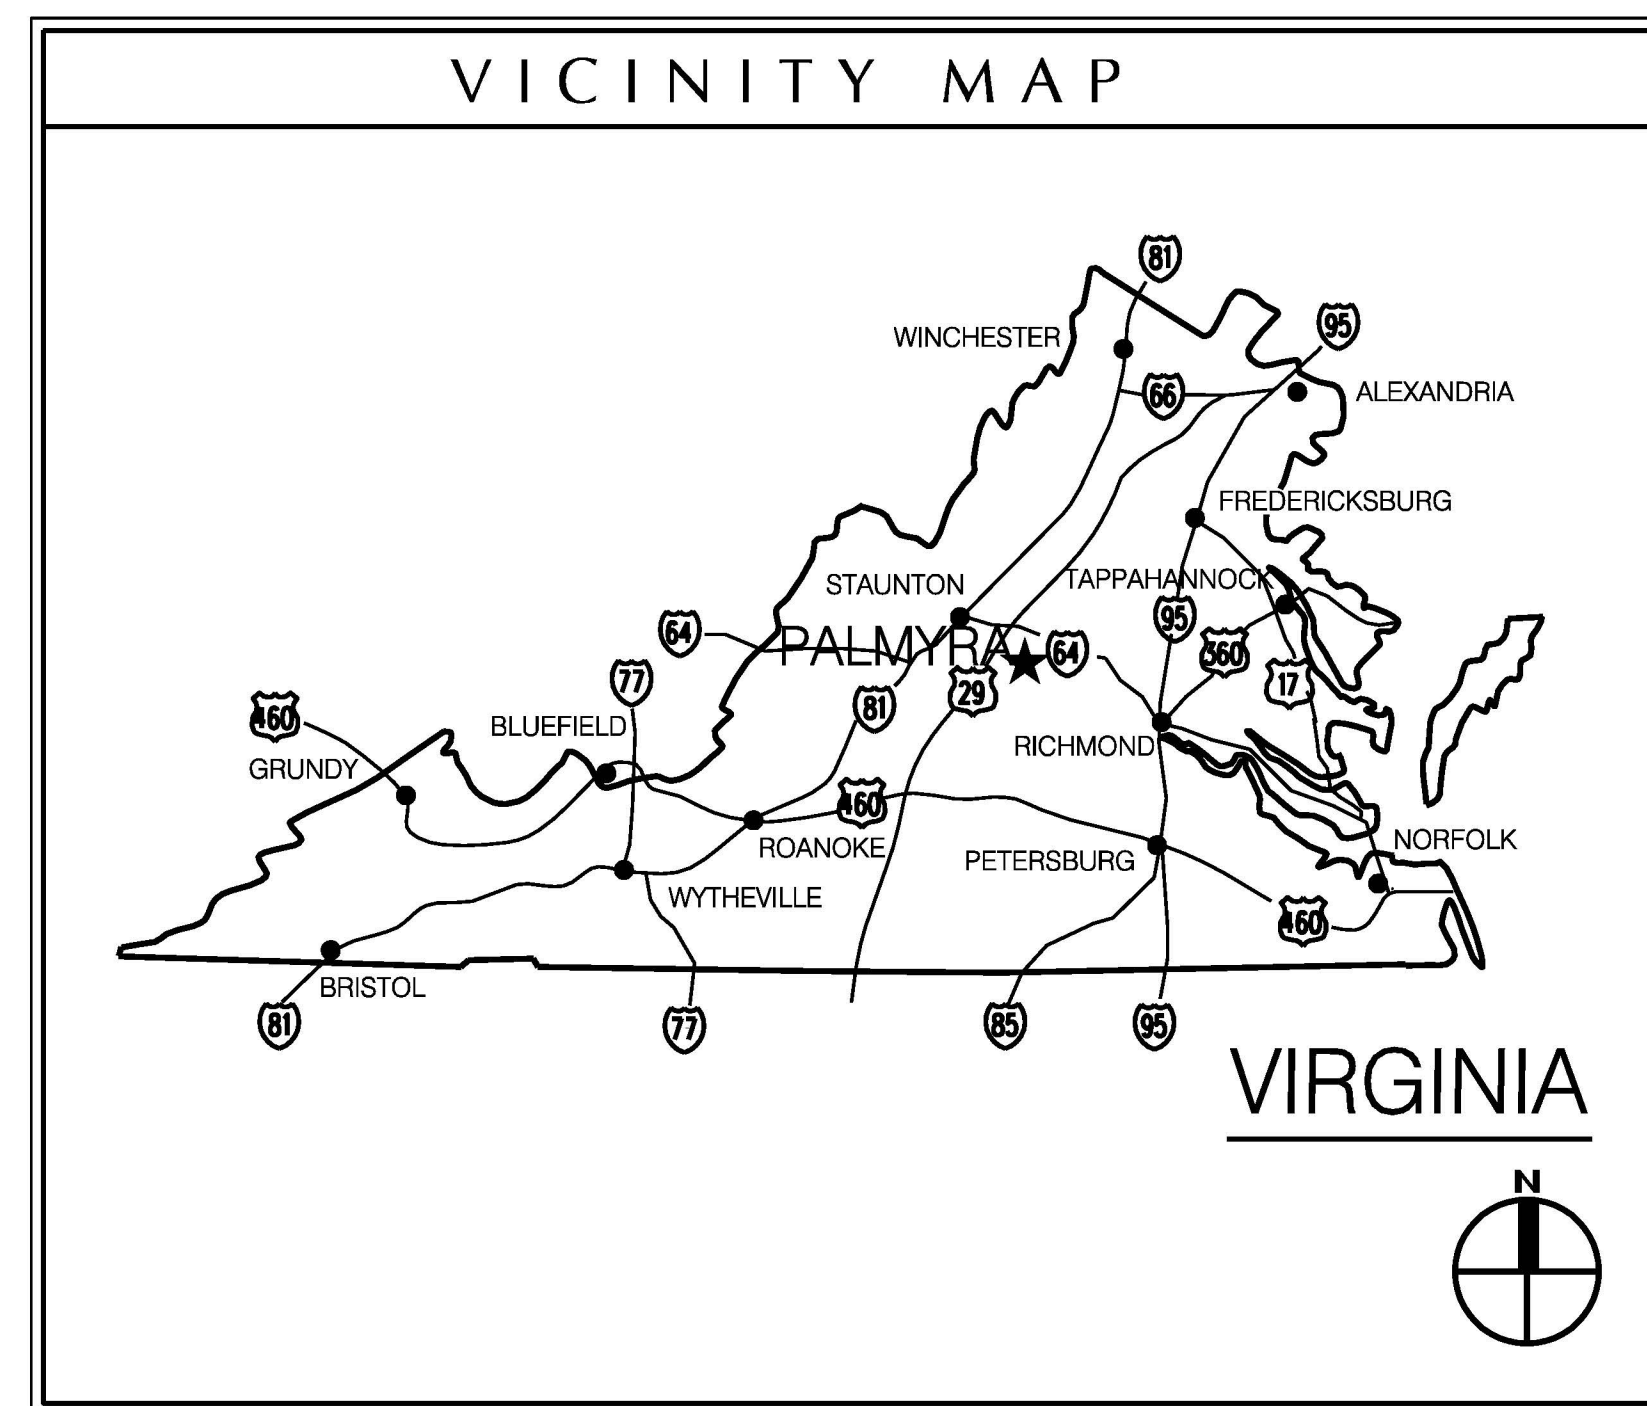 VICINITY MAP
81
95
WINCHESTER
66
ALEXANDRIA
FREDERICKSBURG
STAUNTON
TAPPAHANNOCK
95
64
PALMYRA
64
360
77
29
17
81
460
BLUEFIELD
RICHMOND
GRUNDY
460
NORFOLK
ROANOKE
PETERSBURG
WYTHEVILLE
460
BRISTOL
81
77
85
95
VIRGINIA
N